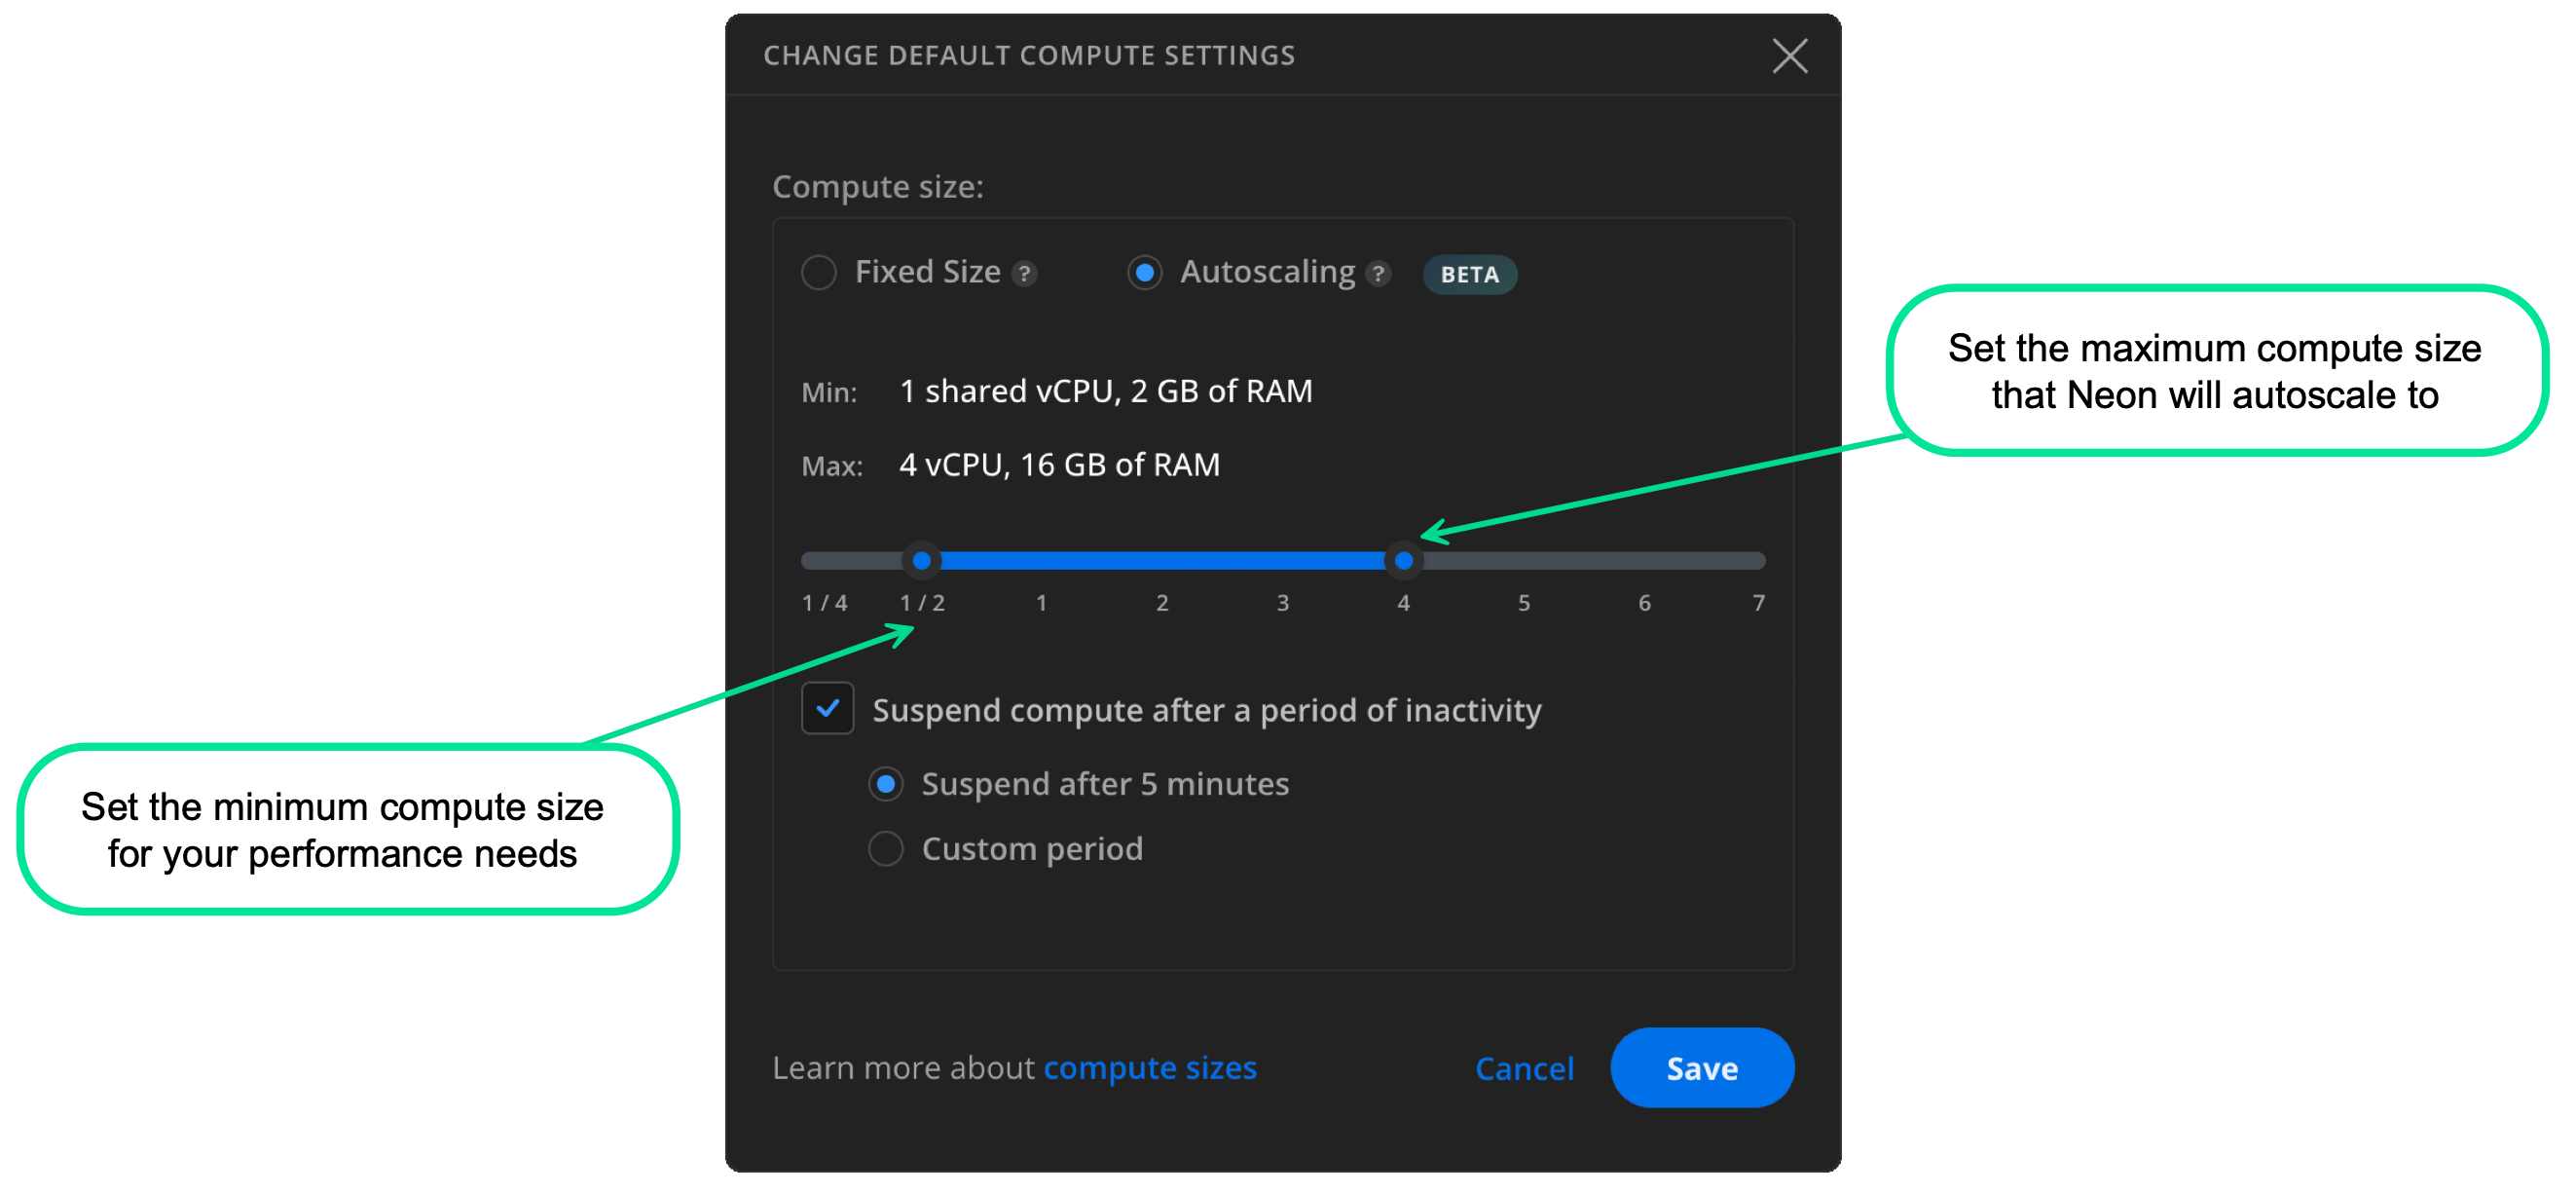 CHANGE DEFAULT COMPUTE SETTINGS
Compute size:
Fixed Size ? Autoscaling ? BETA
Min: 1 shared vCPU, 2 GB of RAM
Max: 4 vCPU, 16 GB of RAM
1 / 4 1 / 2 1 2 3 4 5 6 7
Suspend compute after a period of inactivity
Suspend after 5 minutes
Custom period
Learn more about compute sizes Cancel Save
Set the maximum compute size
that Neon will autoscale to
Set the minimum compute size
for your performance needs